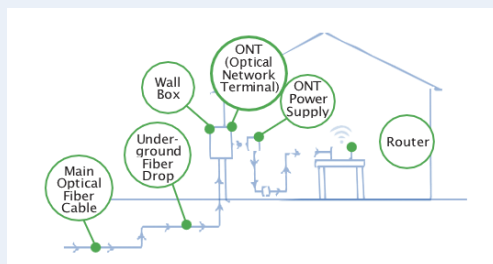 ONT
(Optical
Network
Terminal)
Wall
Box
ONT
Power
Supply
Under-
ground
Fiber
Drop
Router
Main
Optical
Fiber
Cable